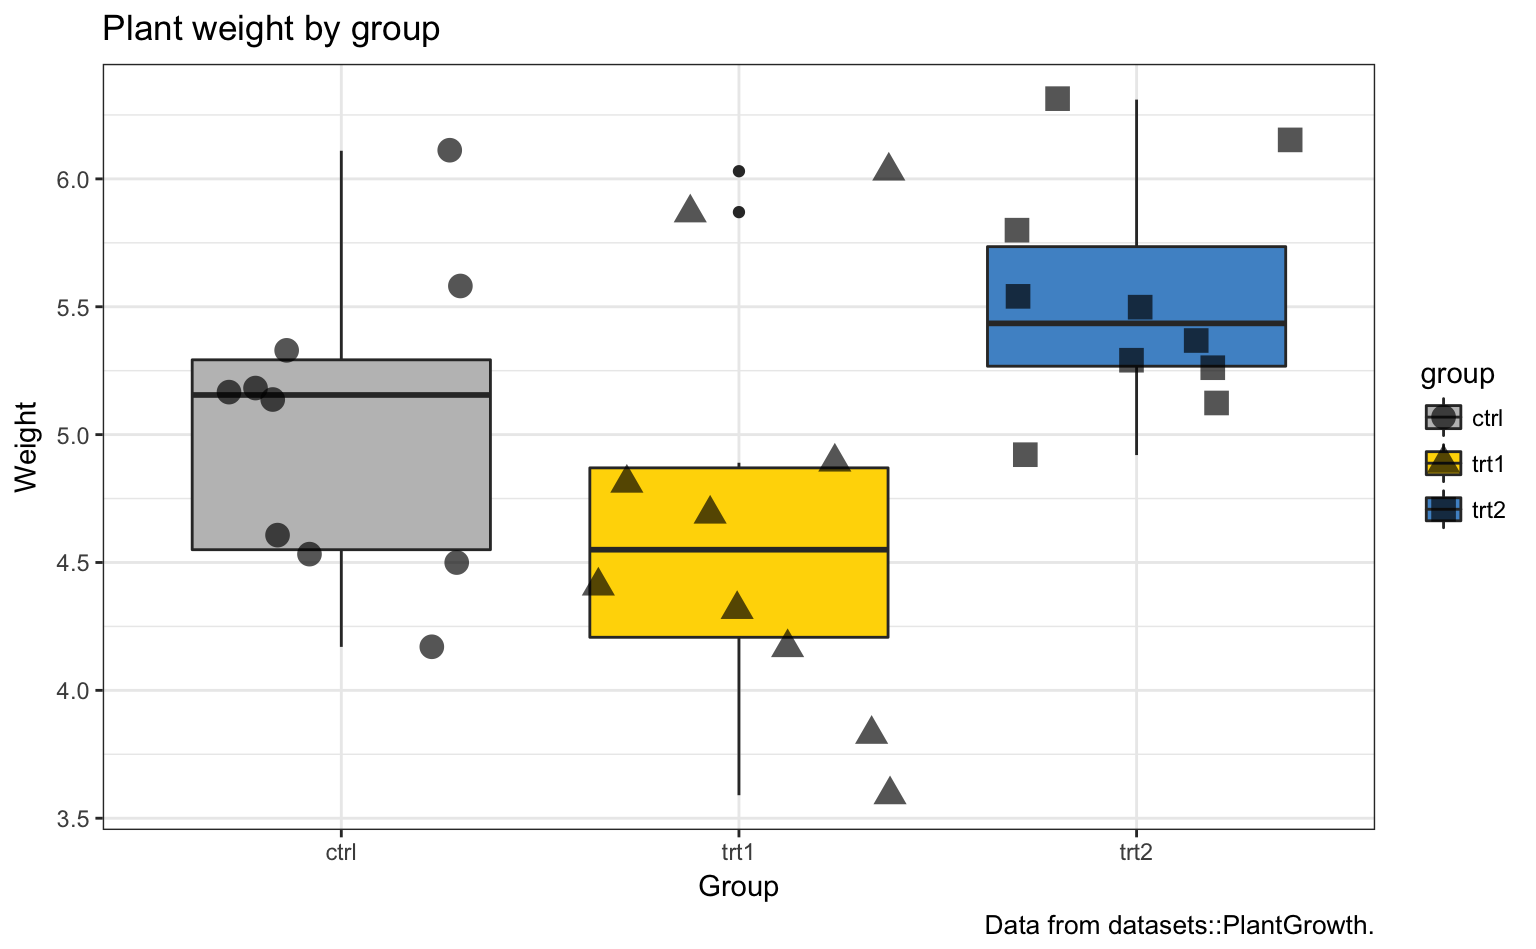 Plant weight by group
Weight
6.0
5.5
5.0
4.5
4.0
3.5
ctrl trt1 trt2
Group
group
ctrl
trt1
trt2
Data from datasets::PlantGrowth.